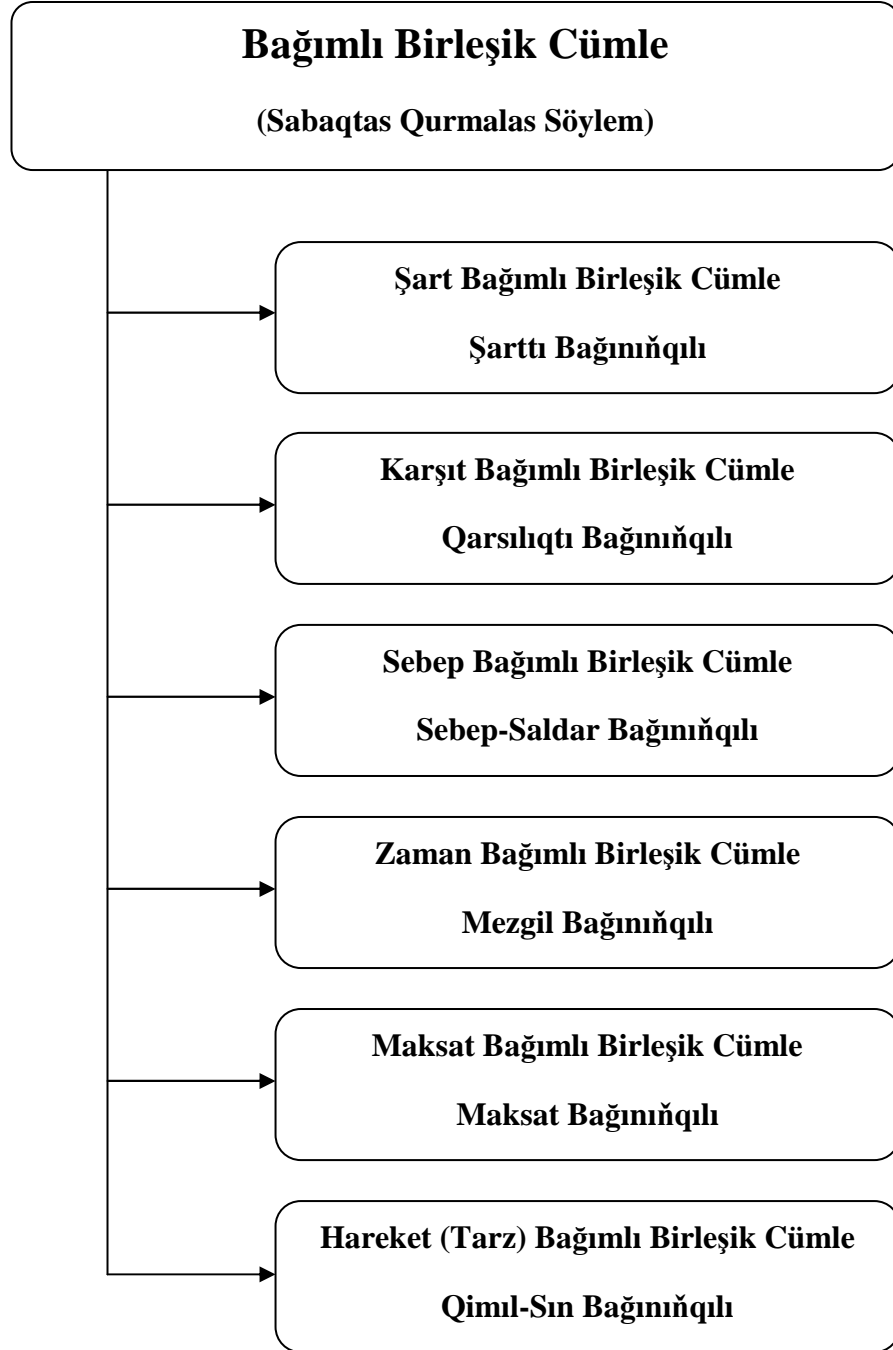 Bağımlı Birleşik Cümle
(Sabaqtas Qurmalas Söylem)
Şart Bağımlı Birleşik Cümle
Şarttı Bağınıňqılı
Karşıt Bağımlı Birleşik Cümle
Qarsılıqtı Bağınıňqılı
Sebep Bağımlı Birleşik Cümle
Sebep-Saldar Bağınıňqılı
Zaman Bağımlı Birleşik Cümle
Mezgil Bağınıňqılı
Maksat Bağımlı Birleşik Cümle
Maksat Bağınıňqılı
Hareket (Tarz) Bağımlı Birleşik Cümle
Qimıl-Sın Bağınıňqılı